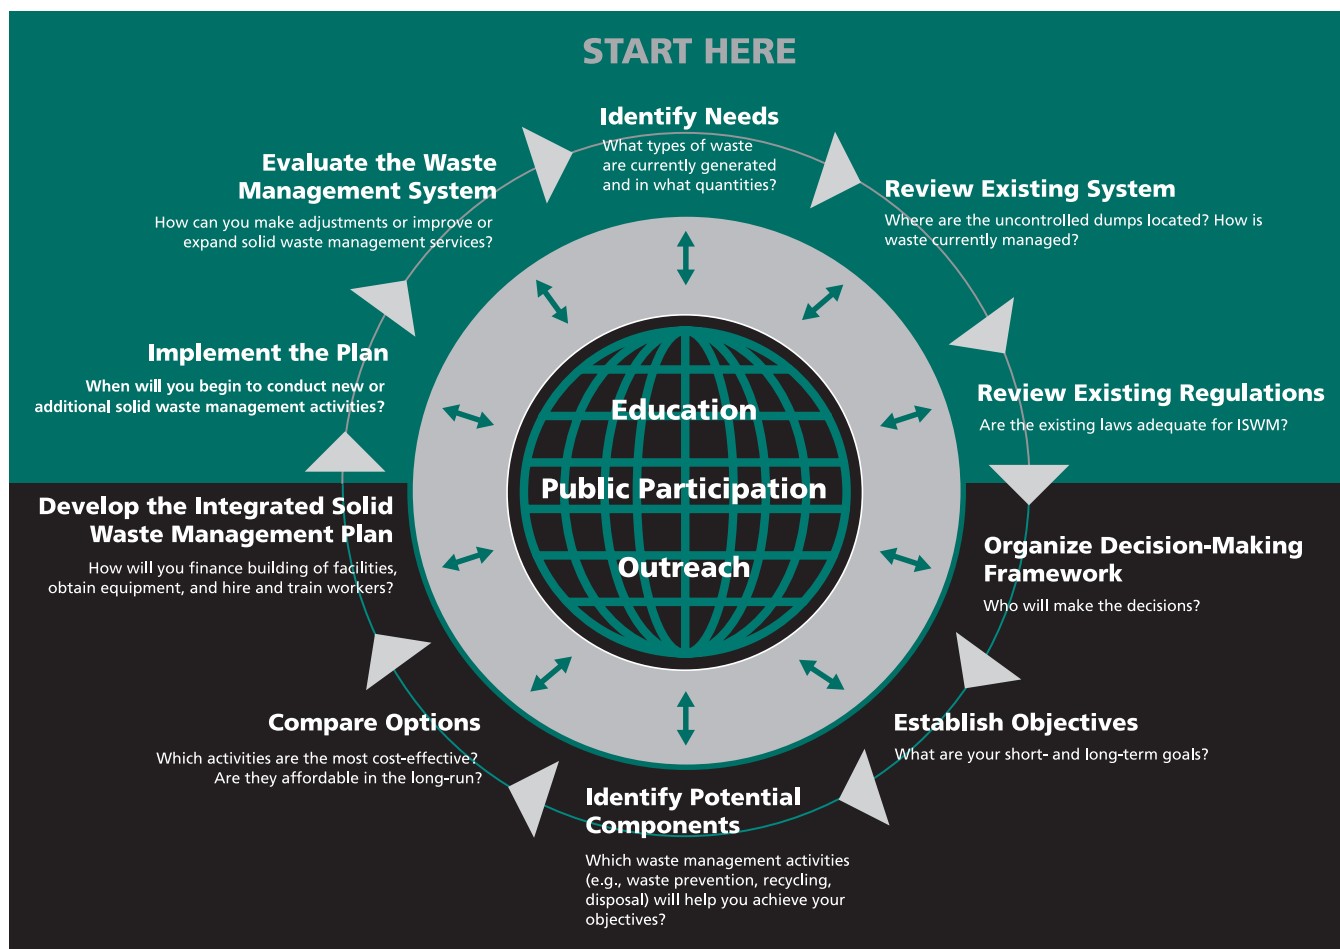 START HERE
Identify Needs
What types of waste
are currently generated
and in what quantities?
Review Existing System
Where are the uncontrolled dumps located? How is
waste currently managed?
Review Existing Regulations
Are the existing laws adequate for ISWM?
Organize Decision-Making
Framework
Who will make the decisions?
Establish Objectives
What are your short- and long-term goals?
Identify Potential
Components
Which waste management activities
(e.g., waste prevention, recycling,
disposal) will help you achieve your
objectives?
Compare Options
Which activities are the most cost-effective?
Are they affordable in the long-run?
Develop the Integrated Solid
Waste Management Plan
How will you finance building of facilities,
obtain equipment, and hire and train workers?
Implement the Plan
When will you begin to conduct new or
additional solid waste management activities?
Evaluate the Waste
Management System
How can you make adjustments or improve or
expand solid waste management services?
Education
Public Participation
Outreach